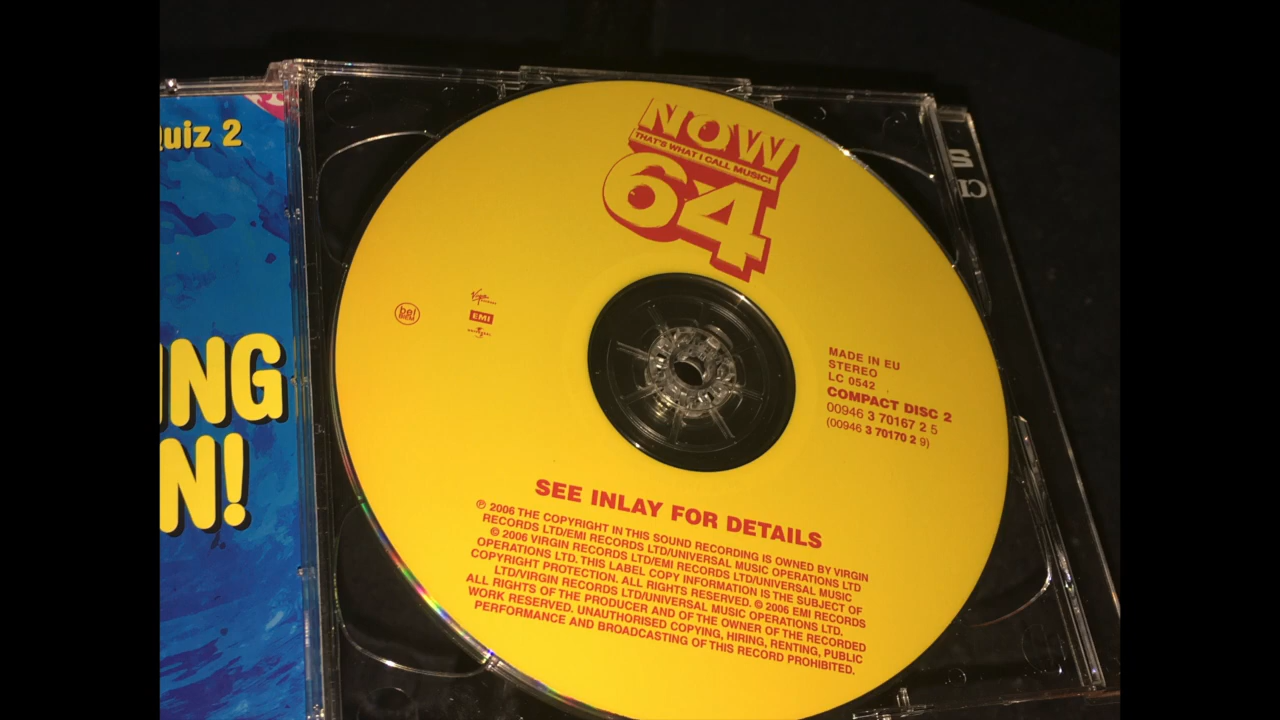 uiz 2
ING
N!
NOW
THAT'S WHAT I CALL MUSIC!
64
be!
Virgin
EMI
MADE IN EU
STEREO
LC 0542
COMPACT DISC 2
00946 3 70167 2 5
(00946 3 70170 2 9)
SEE INLAY FOR DETAILS
℗ 2006 THE COPYRIGHT IN THIS SOUND RECORDING IS OWNED BY VIRGIN
RECORDS LTD/EMI RECORDS LTD/UNIVERSAL MUSIC OPERATIONS LTD
© 2006 VIRGIN RECORDS LTD/EMI RECORDS LTD/UNIVERSAL MUSIC
OPERATIONS LTD. THIS LABEL COPY INFORMATION IS THE SUBJECT OF
COPYRIGHT PROTECTION. ALL RIGHTS RESERVED. © 2006 EMI RECORDS
LTD/VIRGIN RECORDS LTD/UNIVERSAL MUSIC OPERATIONS LTD.
ALL RIGHTS OF THE PRODUCER AND OF THE OWNER OF THE RECORDED
WORK RESERVED. UNAUTHORISED COPYING, HIRING, RENTING, PUBLIC
PERFORMANCE AND BROADCASTING OF THIS RECORD PROHIBITED.